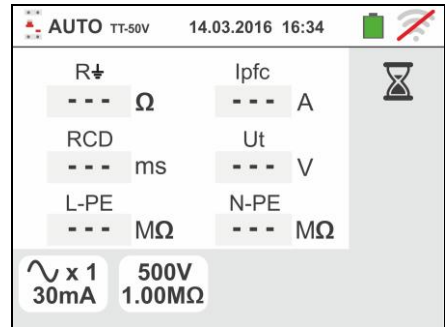 AUTO TT-50V 14.03.2016 16:34
R⏚ Ipfc
--- Ω --- A
RCD Ut
--- ms --- V
L-PE N-PE
--- MΩ --- MΩ
∿ x 1 500V
30mA 1.00MΩ